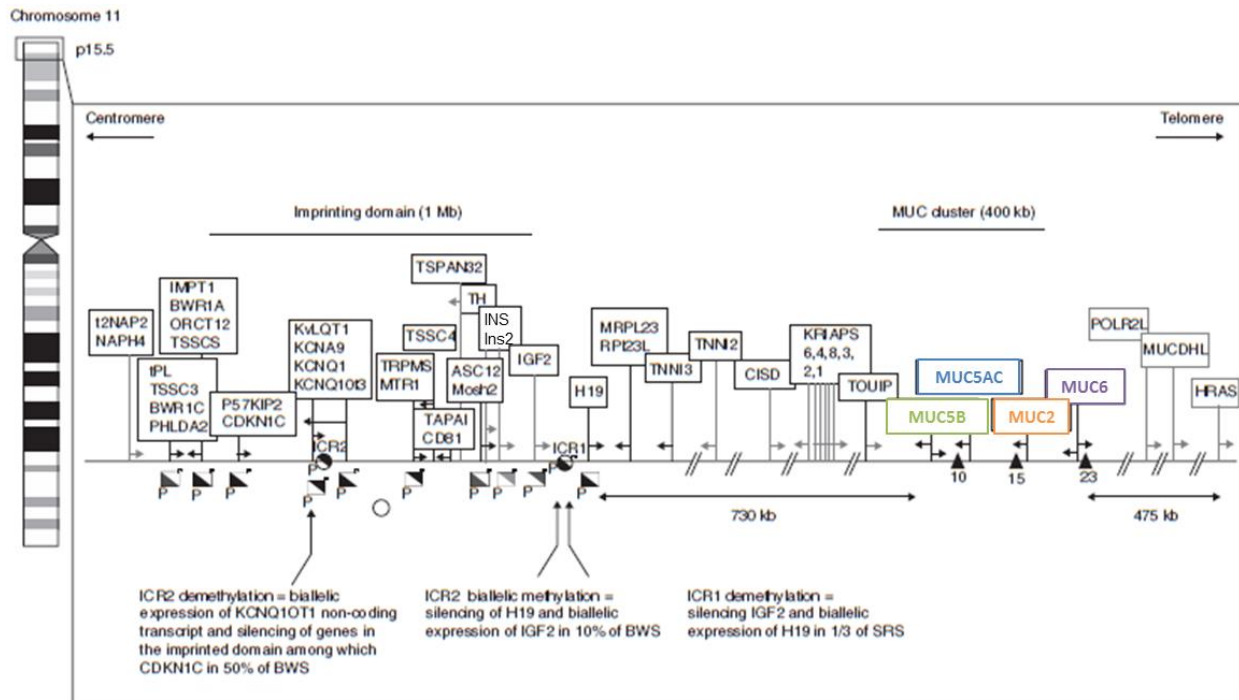 Chromosome 11
p15.5
Centromere
Telomere
Imprinting domain (1 Mb)
MUC cluster (400 kb)
t2NAP2
NAPH4
IMPT1
BWR1A
ORCT12
TSSCS
tPL
TSSC3
BWR1C
PHLDA2
P57KIP2
CDKN1C
KvLQT1
KCNA9
KCNQ1
KCNQ10t3
TSPAN32
TSSC4
TRPMS
MTR1
TAPAI
CD81
TH
ASC12
Mosh2
INS
Ins2
IGF2
H19
MRPL23
RPI23L
TNNI3
TNNI2
CISD
KRIAPS
6,4,8,3,
2,1
TOUIP
MUC5AC
MUC5B
MUC2
MUC6
POLR2L
MUCDHL
HRAS
ICR2
P
ICR1
P
P
P
P
P
P
P
P
P
P
P
P
10
15
23
730 kb
475 kb
ICR2 demethylation = biallelic
expression of KCNQ1OT1 non-coding
transcript and silencing of genes in
the imprinted domain among which
CDKN1C in 50% of BWS
ICR2 biallelic methylation =
silencing of H19 and biallelic
expression of IGF2 in 10% of BWS
ICR1 demethylation =
silencing IGF2 and biallelic
expression of H19 in 1/3 of SRS